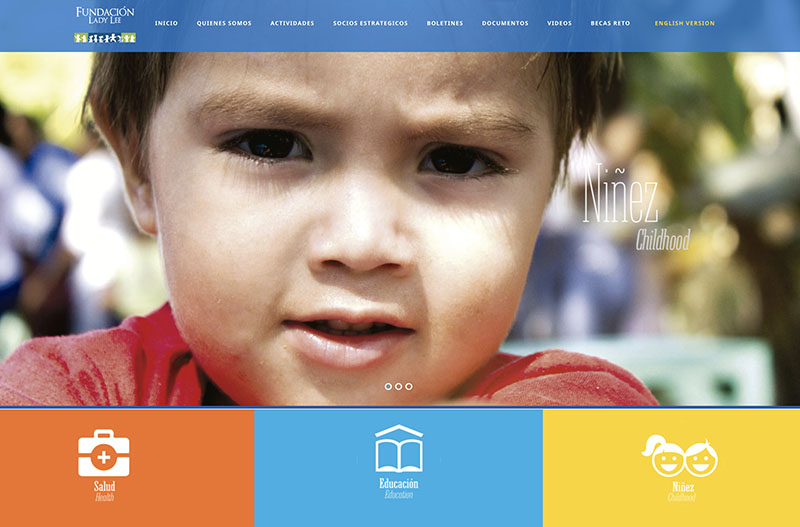 FUNDACIÓN
LADY LEE
INICIO QUIENES SOMOS ACTIVIDADES SOCIOS ESTRATEGICOS BOLETINES DOCUMENTOS VIDEOS BECAS RETO ENGLISH VERSION
Niñez
Childhood
Salud
Health
Educación
Education
Niñez
Childhood